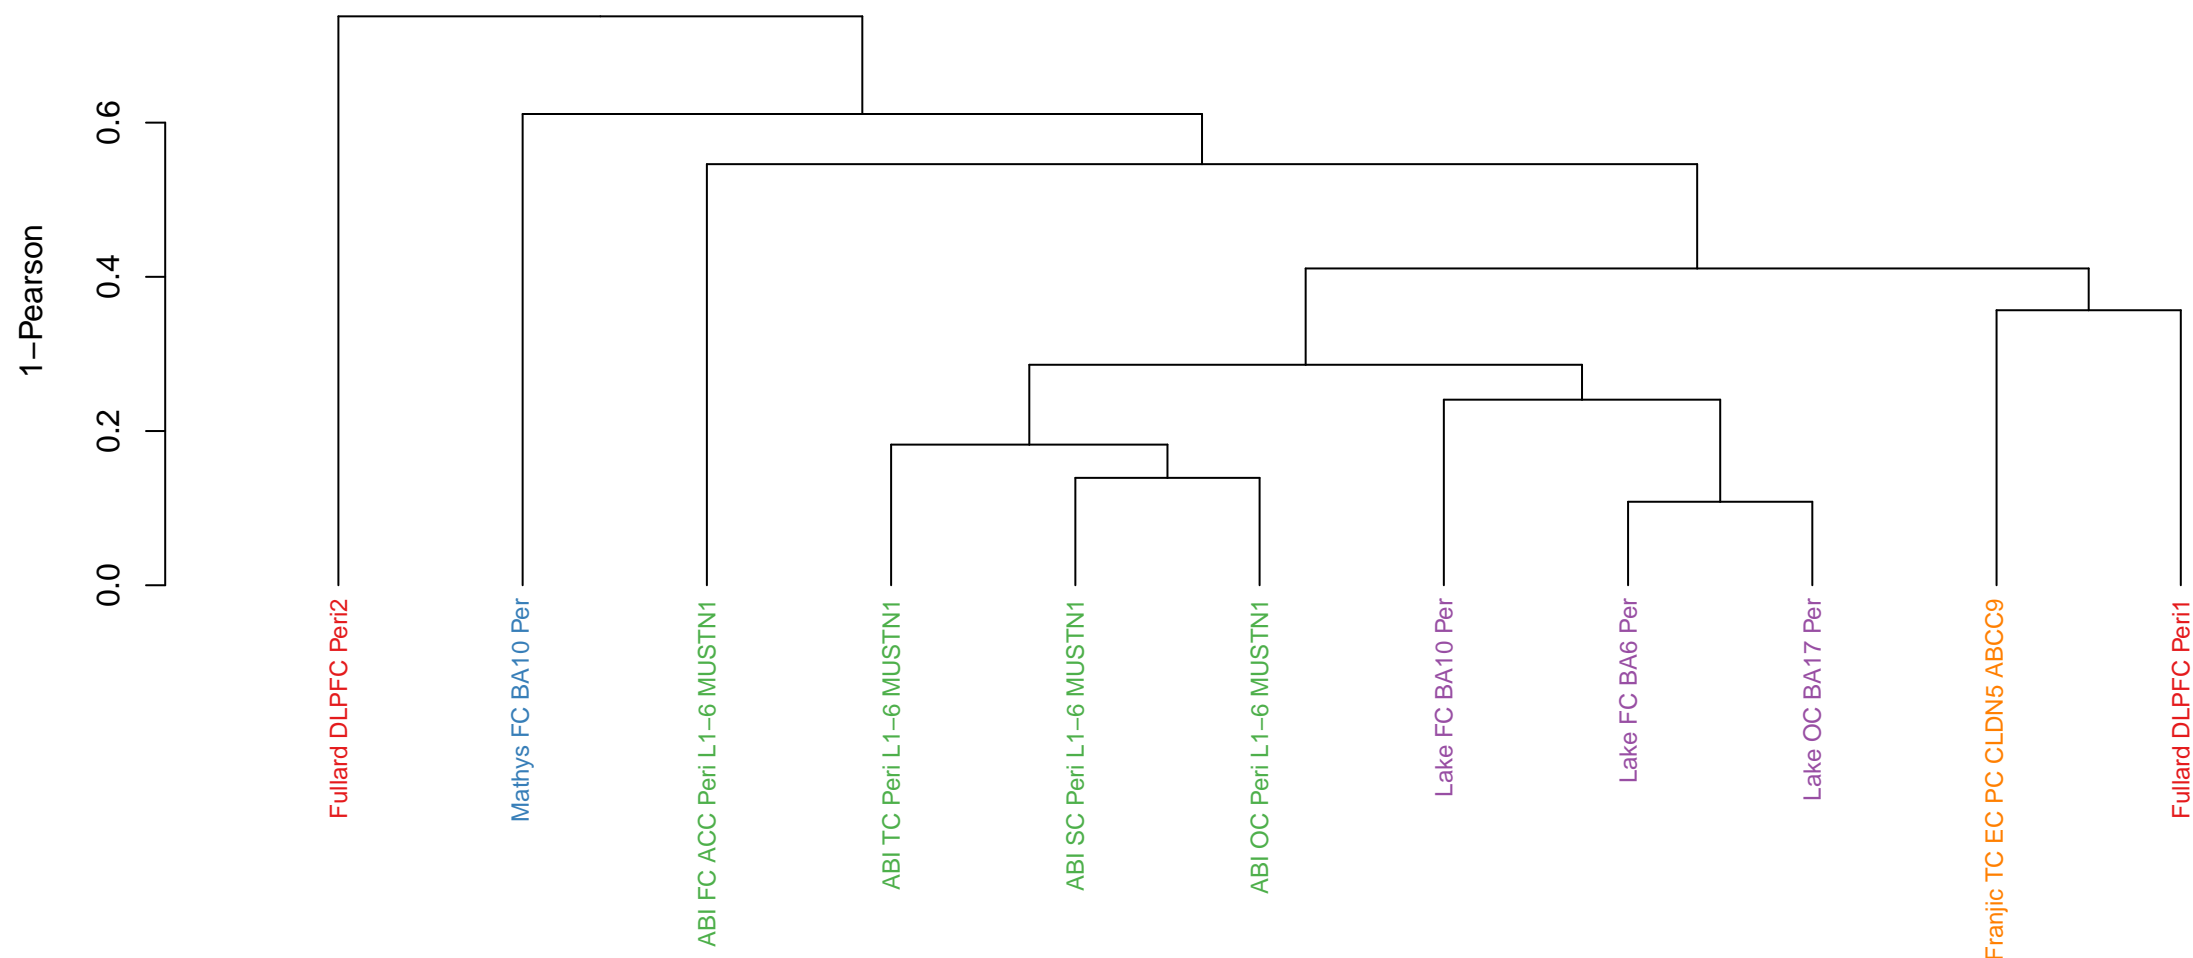 1−Pearson
0.6
0.4
0.2
0.0
Fullard DLPFC Peri2
Mathys FC BA10 Per
ABI FC ACC Peri L1−6 MUSTN1
ABI TC Peri L1−6 MUSTN1
ABI SC Peri L1−6 MUSTN1
ABI OC Peri L1−6 MUSTN1
Lake FC BA10 Per
Lake FC BA6 Per
Lake OC BA17 Per
Franjic TC EC PC CLDN5 ABCC9
Fullard DLPFC Peri1